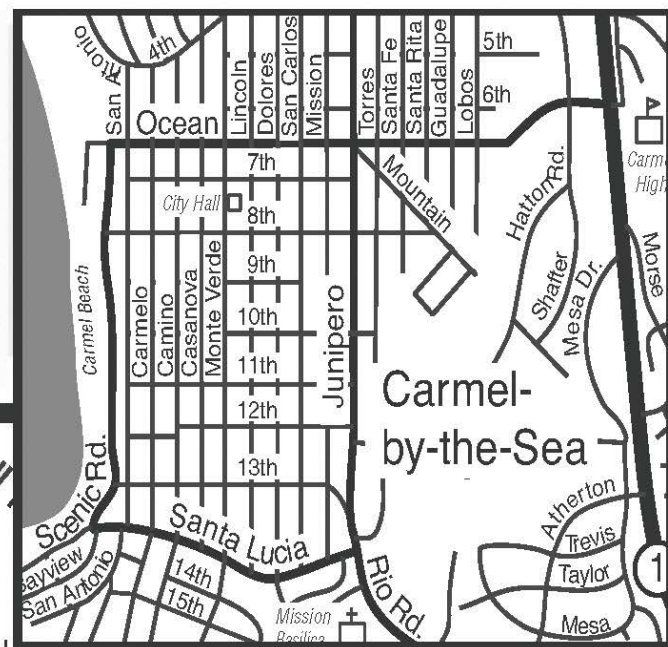 San Antonio
4th
Lincoln
Dolores
San Carlos
Mission
Torres
Santa Fe
Santa Rita
Guadalupe
Lobos
5th
6th
Ocean
7th
City Hall
8th
Mountain
Hatton Rd.
Shafter
Mesa Dr.
Morse
High
Carmel Beach
Carmelo
Camino
Casanova
Monte Verde
9th
10th
11th
12th
13th
Junipero
Carmel-
by-the-Sea
Scenic Rd.
Santa Lucia
Rio Rd.
Atherton
Trevis
Taylor
Mesa
1
San Antonio
14th
15th
Mission